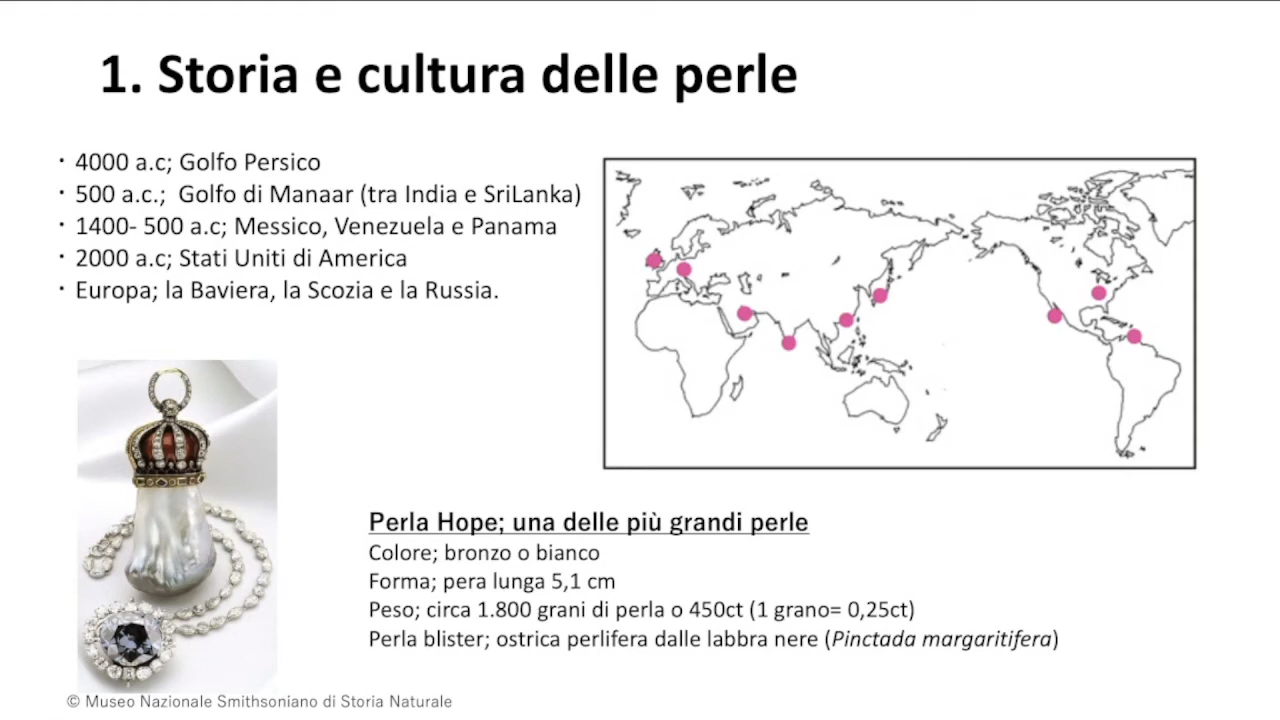 1. Storia e cultura delle perle
・4000 a.c; Golfo Persico
・500 a.c.;  Golfo di Manaar (tra India e SriLanka)
・1400- 500 a.c; Messico, Venezuela e Panama
・2000 a.c; Stati Uniti di America
・Europa; la Baviera, la Scozia e la Russia.
Perla Hope; una delle più grandi perle
Colore; bronzo o bianco
Forma; pera lunga 5,1 cm
Peso; circa 1.800 grani di perla o 450ct (1 grano= 0,25ct)
Perla blister; ostrica perlifera dalle labbra nere (Pinctada margaritifera)
© Museo Nazionale Smithsoniano di Storia Naturale